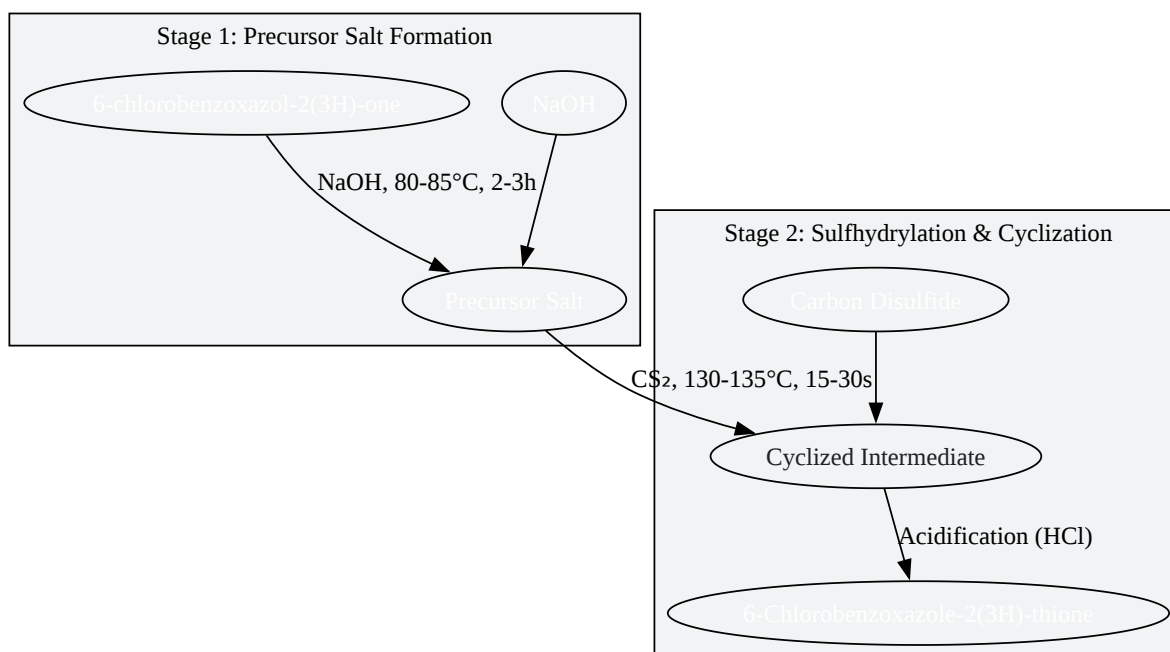 Stage 1: Precursor Salt Formation
6-chlorobenzoxazol-2(3H)-one
NaOH
NaOH, 80-85°C, 2-3h
Precursor Salt
Stage 2: Sulfhydrylation & Cyclization
Carbon Disulfide
CS₂, 130-135°C, 15-30s
Cyclized Intermediate
Acidification (HCl)
6-Chlorobenzoxazole-2(3H)-thione